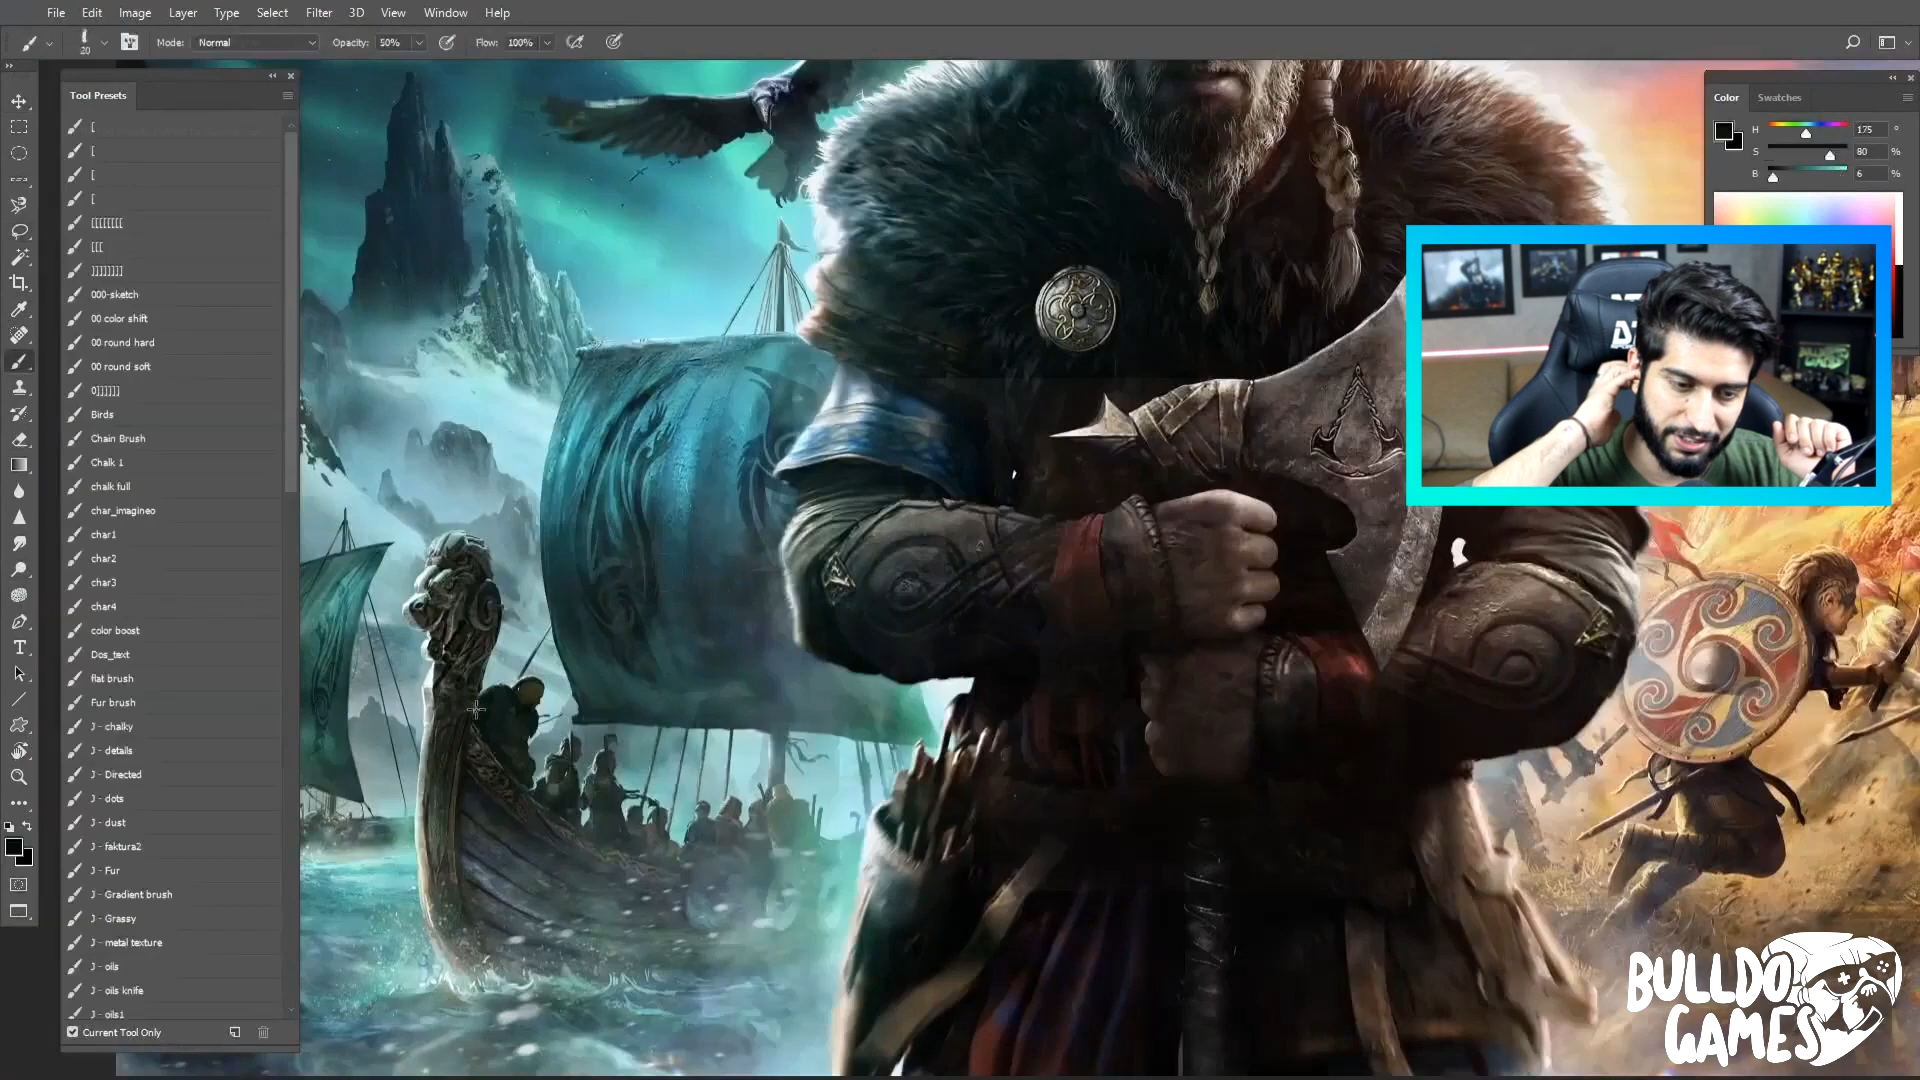 File Edit Image Layer Type Select Filter 3D View Window Help
20 Mode: Normal Opacity: 50% Flow: 100%
Tool Presets
[
[
[
[
[[[[[[[[
[[[
]]]]]]]]
000-sketch
00 color shift
00 round hard
00 round soft
0]]]]]]
Birds
Chain Brush
Chalk 1
chalk full
char_imagineo
char1
char2
char3
char4
color boost
Dos_text
flat brush
Fur brush
J - chalky
J - details
J - Directed
J - dots
J - dust
J - faktura2
J - Fur
J - Gradient brush
J - Grassy
J - metal texture
J - oils
J - oils knife
J - oils1
Current Tool Only
Color Swatches
H 175 °
S 80 %
B 6 %
BULLDO
GAMES